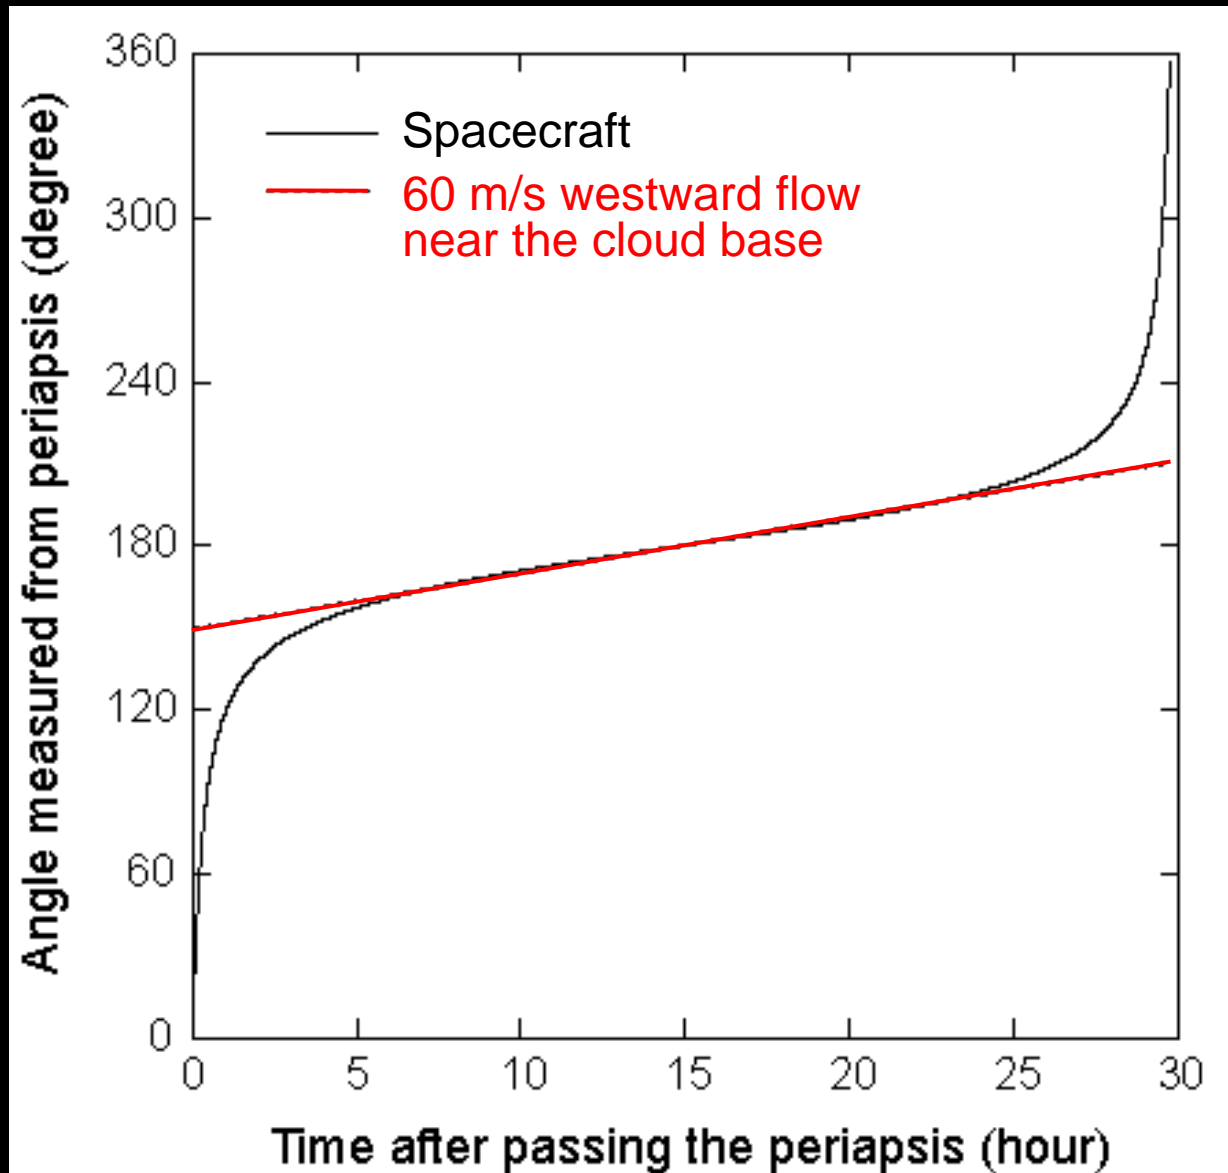 360
300
240
180
120
60
0
Angle measured from periapsis (degree)
Spacecraft
60 m/s westward flow
near the cloud base
0 5 10 15 20 25 30
Time after passing the periapsis (hour)